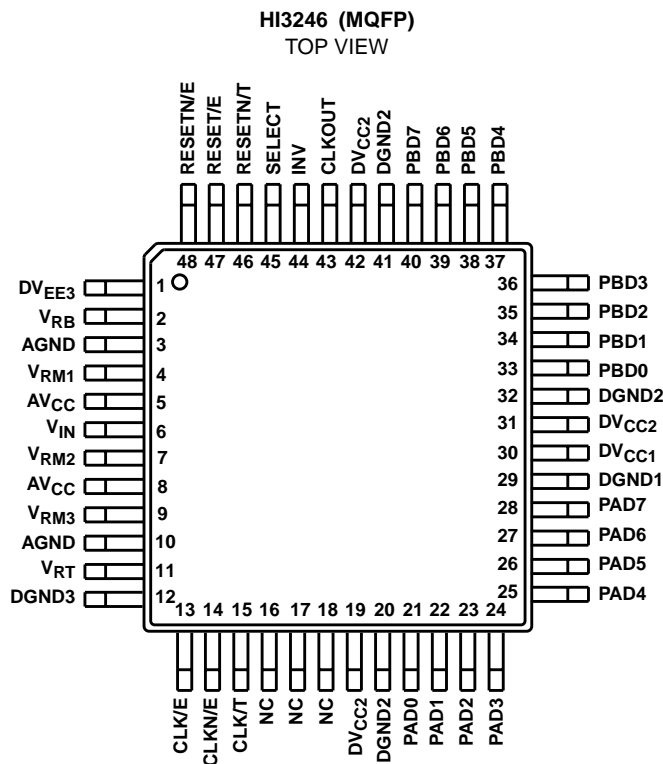 HI3246 (MQFP)
TOP VIEW
RESETN/E
RESET/E
RESETN/T
SELECT
INV
CLKOUT
DVCC2
DGND2
PBD7
PBD6
PBD5
PBD4
48 47 46 45 44 43 42 41 40 39 38 37
DVEE3 1
VRB 2
AGND 3
VRM1 4
AVCC 5
VIN 6
VRM2 7
AVCC 8
VRM3 9
AGND 10
VRT 11
DGND3 12
36 PBD3
35 PBD2
34 PBD1
33 PBD0
32 DGND2
31 DVCC2
30 DVCC1
29 DGND1
28 PAD7
27 PAD6
26 PAD5
25 PAD4
13 14 15 16 17 18 19 20 21 22 23 24
CLK/E
CLKN/E
CLK/T
NC
NC
NC
DVCC2
DGND2
PAD0
PAD1
PAD2
PAD3